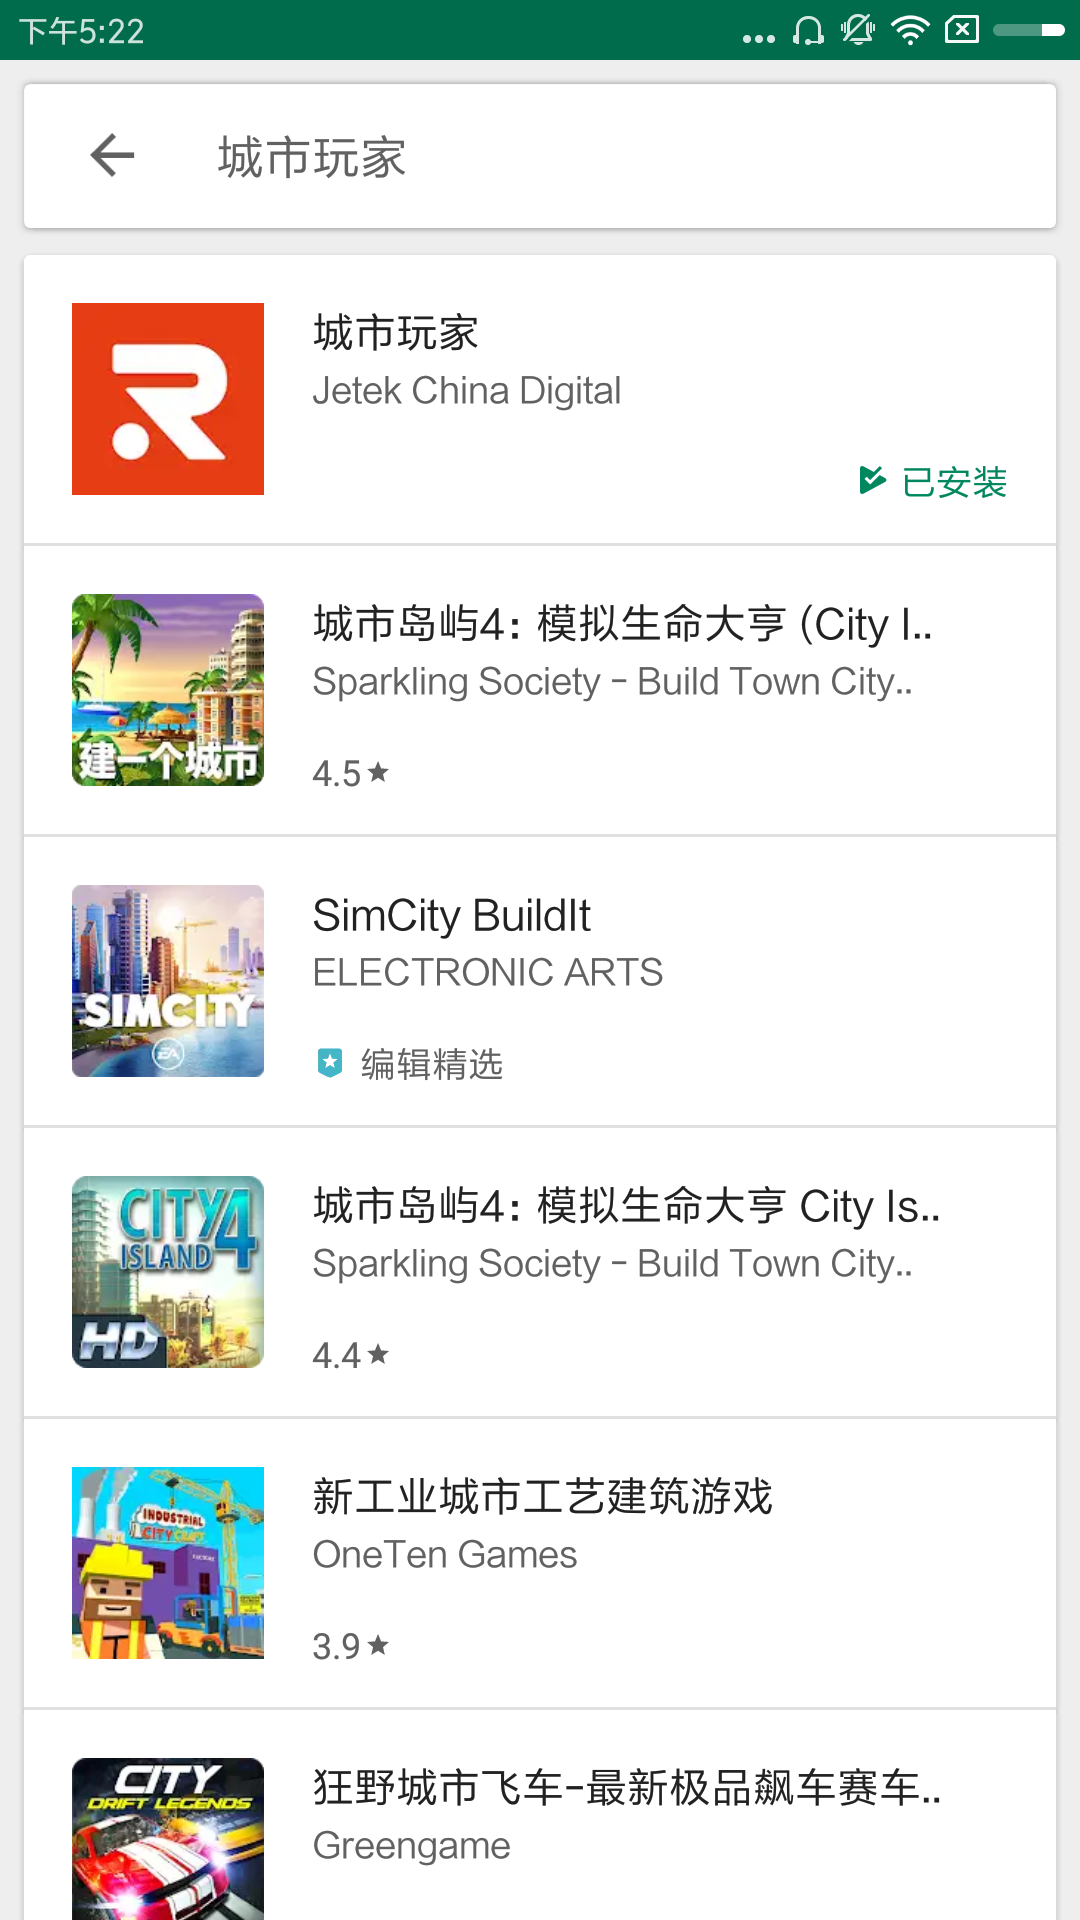 下午5:22
城市玩家
城市玩家
Jetek China Digital
已安装
建一个城市
城市岛屿4: 模拟生命大亨 (City I..
Sparkling Society - Build Town City..
4.5★
SIMCITY
EA
SimCity BuildIt
ELECTRONIC ARTS
编辑精选
CITY 4
ISLAND
HD
城市岛屿4: 模拟生命大亨 City Is..
Sparkling Society - Build Town City..
4.4★
INDUSTRIAL
CITY CRAFT
新工业城市工艺建筑游戏
OneTen Games
3.9★
CITY
DRIFT LEGENDS
狂野城市飞车-最新极品飙车赛车..
Greengame